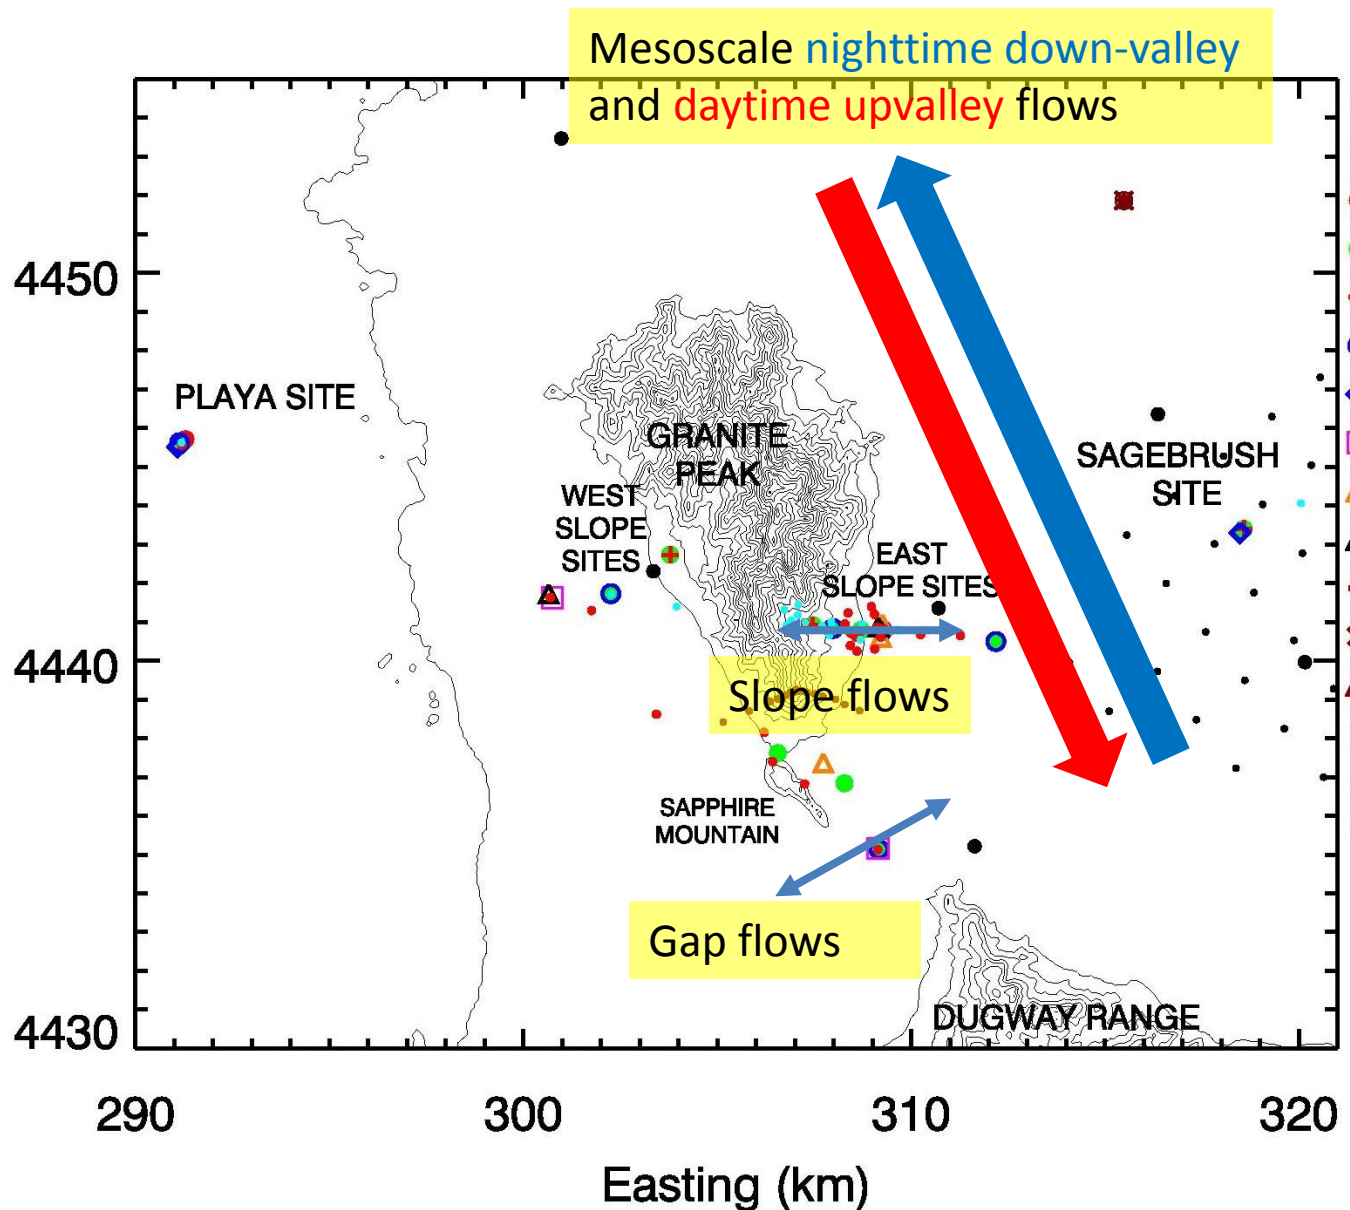 Mesoscale nighttime down-valley
and daytime upvalley flows
4450
PLAYA SITE
GRANITE
PEAK
SAGEBRUSH
SITE
WEST
SLOPE
SITES
EAST
SLOPE SITES
4440
Slope flows
SAPPHIRE
MOUNTAIN
Gap flows
DUGWAY RANGE
4430
290
300
310
320
Easting (km)